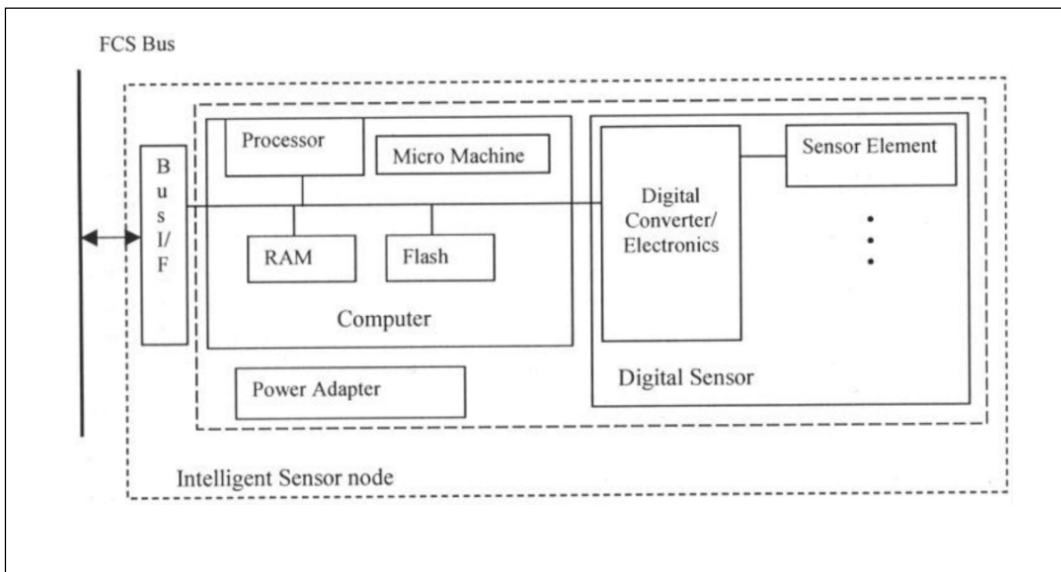 FCS Bus
B
u
s
I/
F
Processor
Micro Machine
RAM
Flash
Computer
Power Adapter
Digital
Converter/
Electronics
Sensor Element
Digital Sensor
Intelligent Sensor node